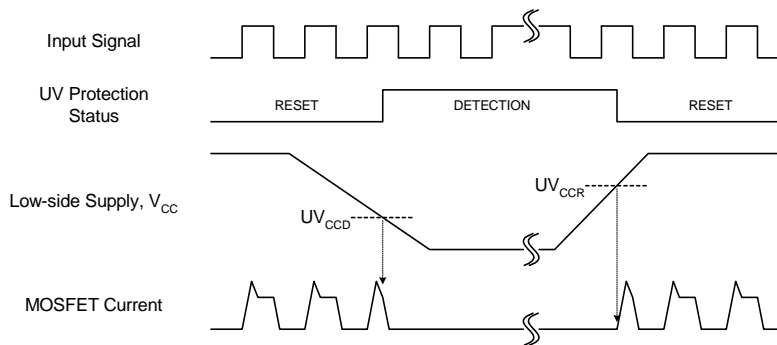 Input Signal
UV Protection
Status
RESET
DETECTION
RESET
Low-side Supply, VCC
UVCCD
UVCCR
MOSFET Current